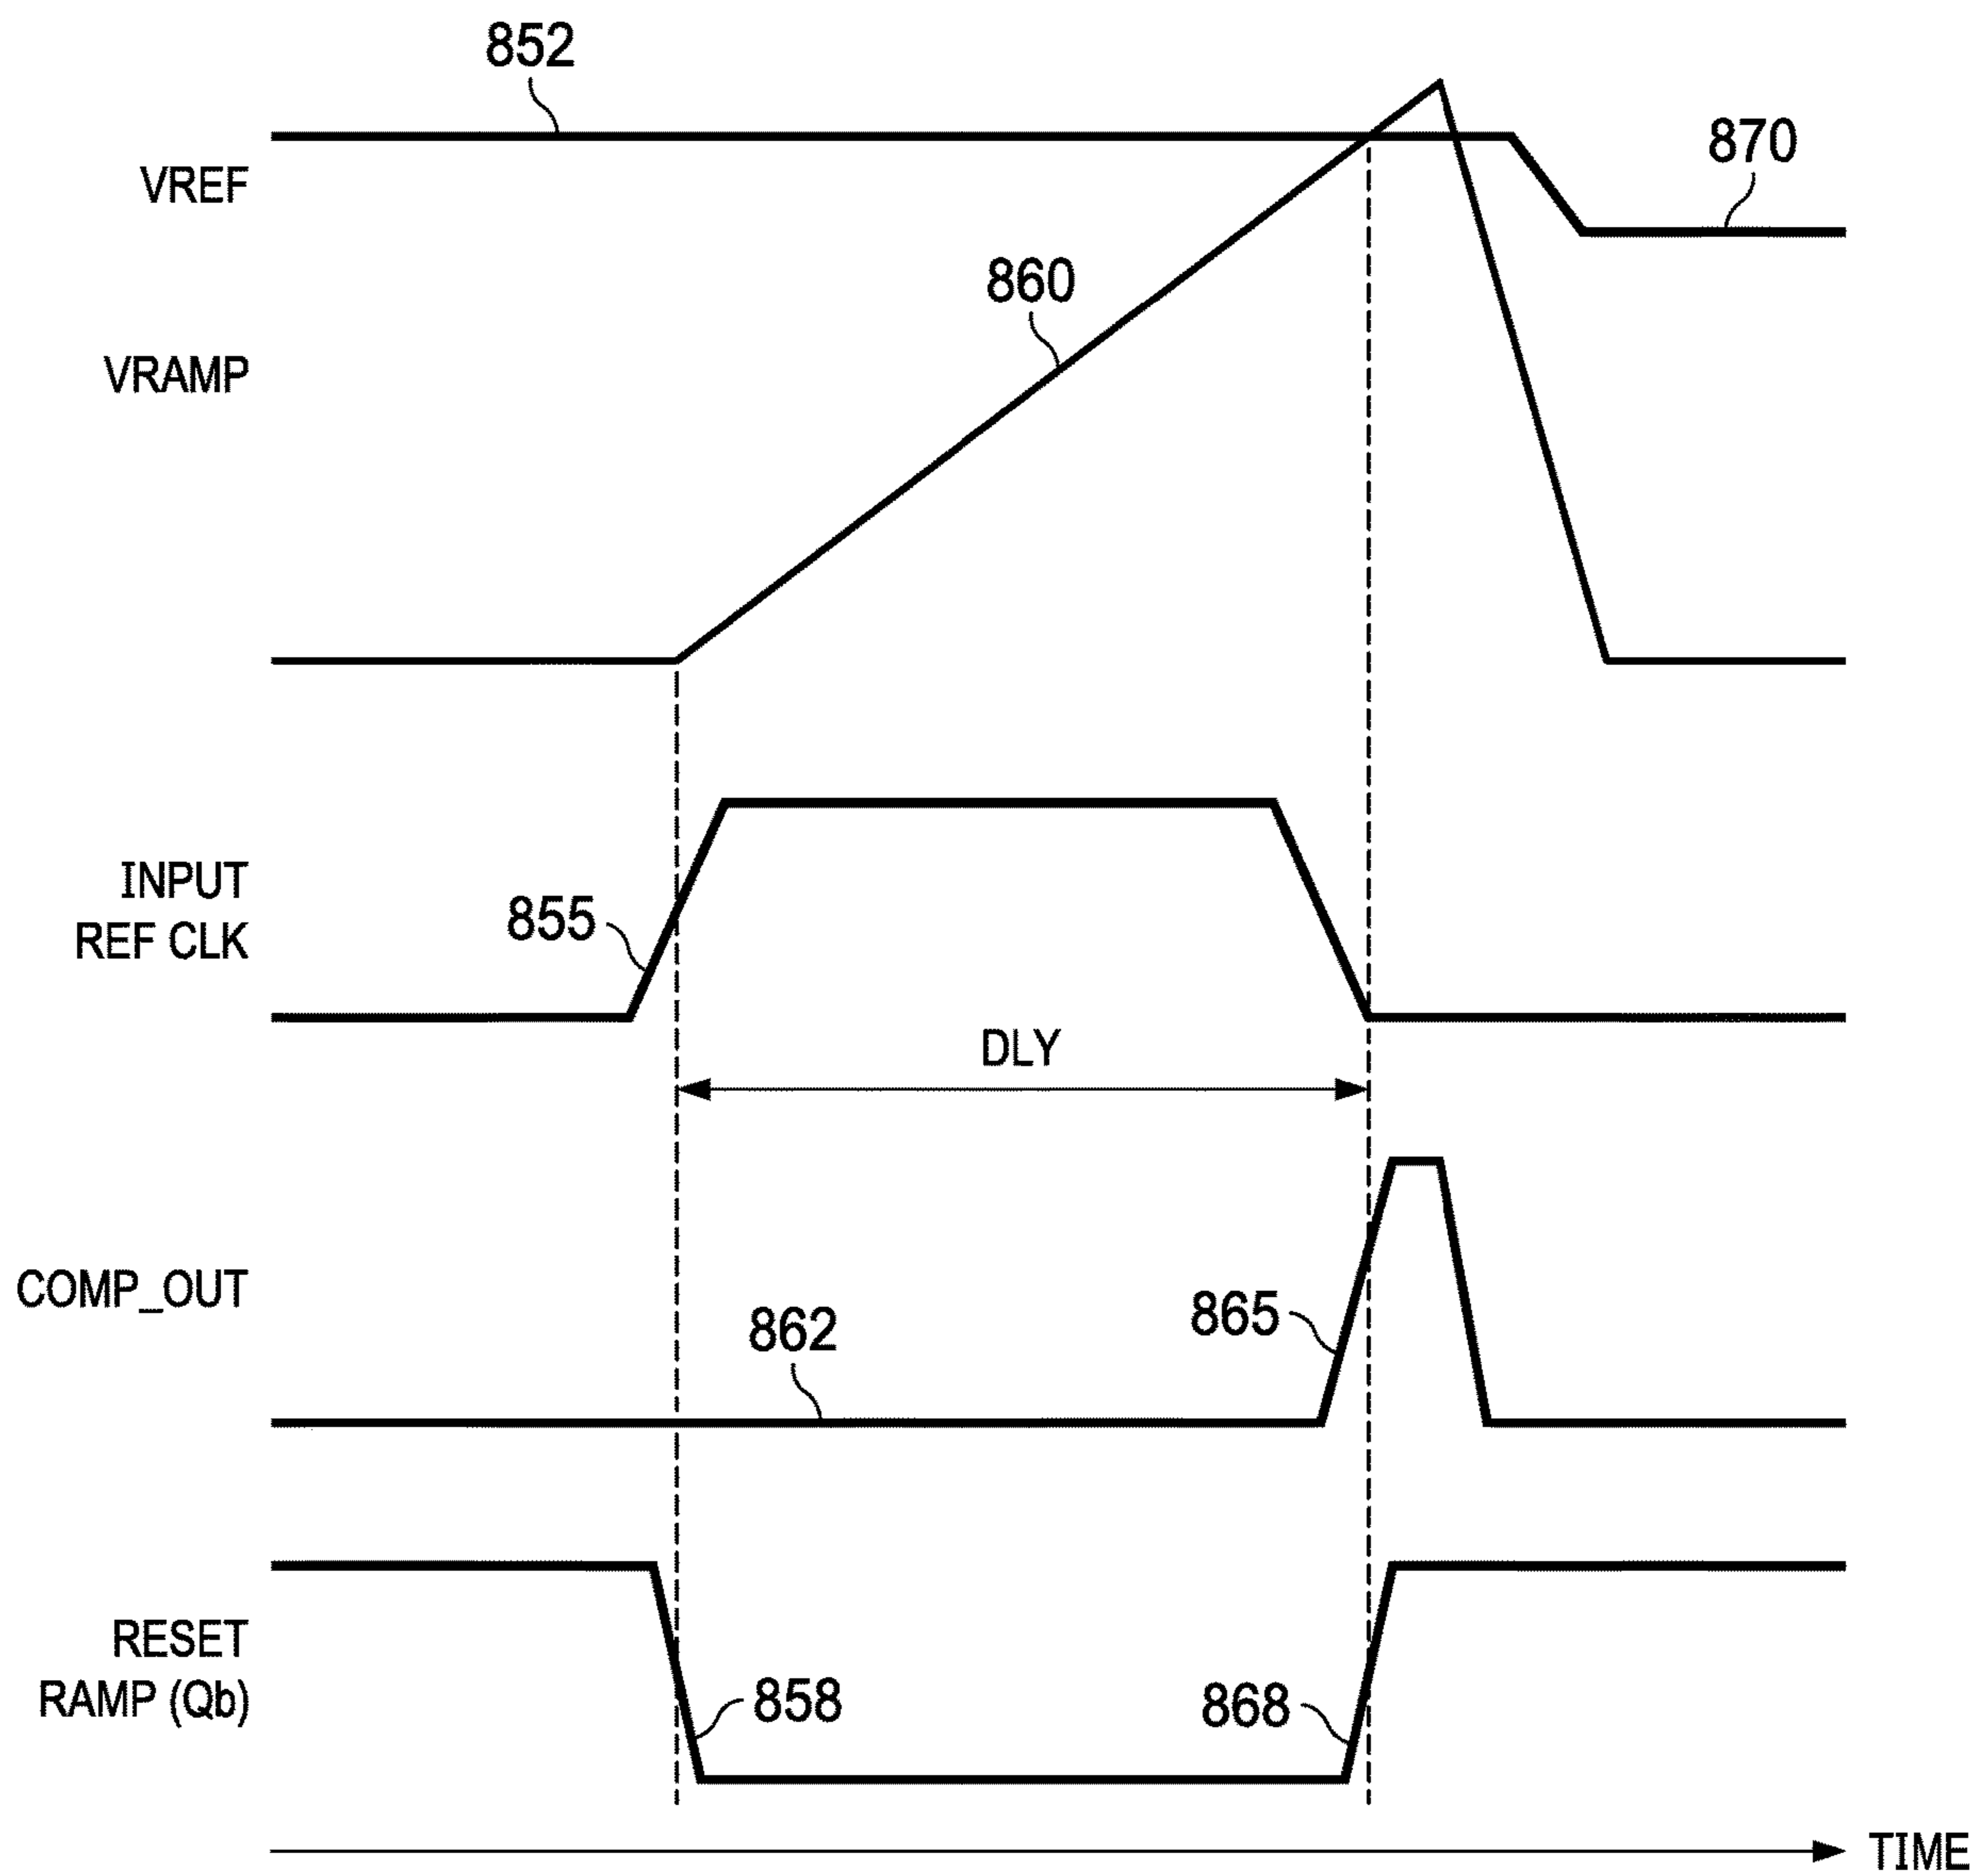 852
VREF
870
860
VRAMP
INPUT
REF CLK
855
DLY
COMP_OUT
862
865
RESET
RAMP (Qb)
858
868
TIME